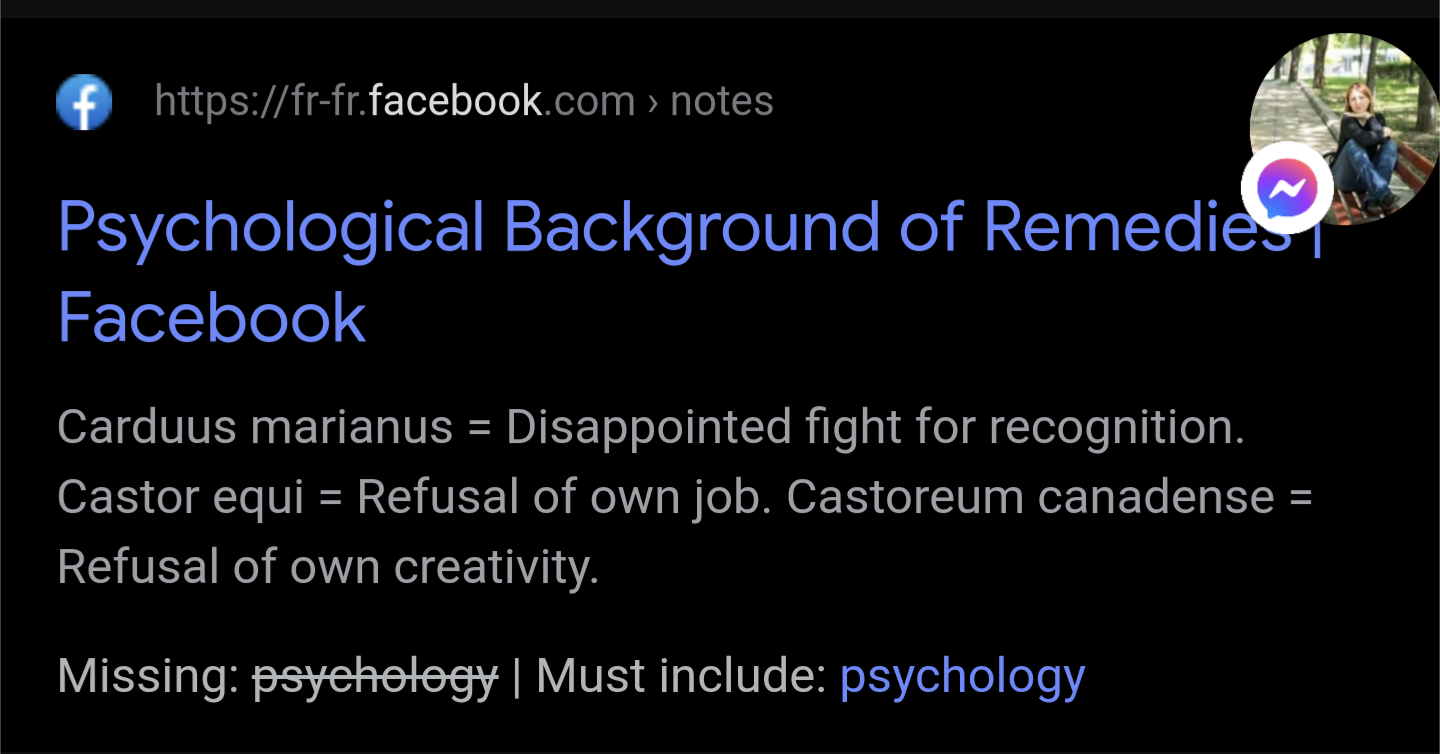 https://fr-fr.facebook.com › notes
Psychological Background of Remedies |
Facebook
Carduus marianus = Disappointed fight for recognition.
Castor equi = Refusal of own job. Castoreum canadense =
Refusal of own creativity.
Missing: psychology | Must include: psychology